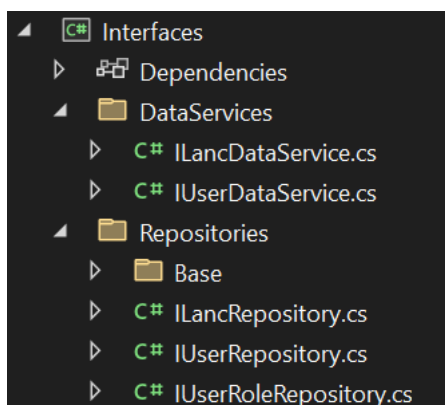 C# Interfaces
Dependencies
DataServices
C# ILancDataService.cs
C# IUserDataService.cs
Repositories
Base
C# ILancRepository.cs
C# IUserRepository.cs
C# IUserRoleRepository.cs